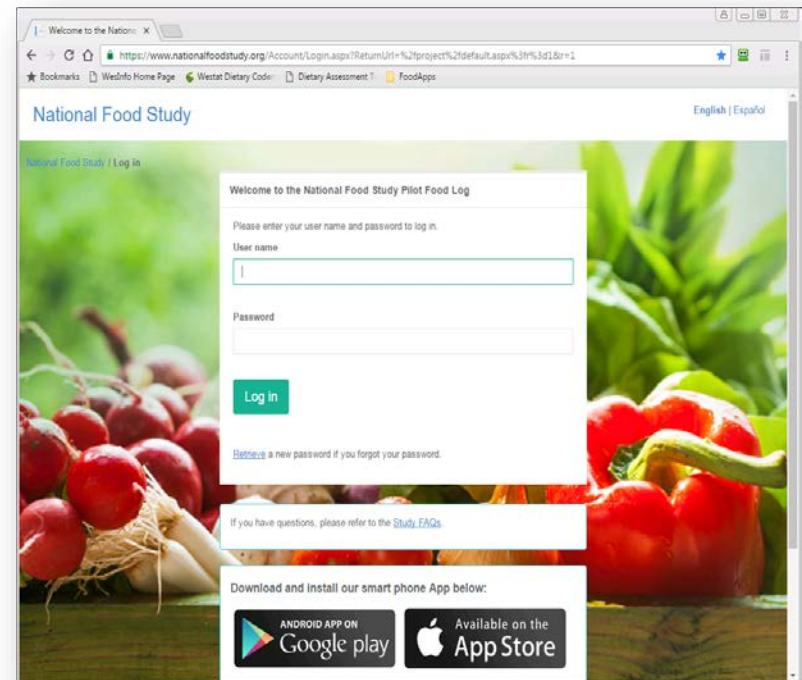 Welcome to the Nationa
https://www.nationalfoodstudy.org/Account/Login.aspx?ReturnUrl=%2fproject%2fdefault.aspx%3fr%3d1&r=1
Bookmarks WesInfo Home Page Westat Dietary Coder Dietary Assessment T FoodApps
National Food Study
English | Español
National Food Study / Log in
Welcome to the National Food Study Pilot Food Log
Please enter your user name and password to log in.
User name
Password
Log in
Retrieve a new password if you forgot your password.
If you have questions, please refer to the Study FAQs.
Download and install our smart phone App below:
ANDROID APP ON
Google play
Available on the
App Store